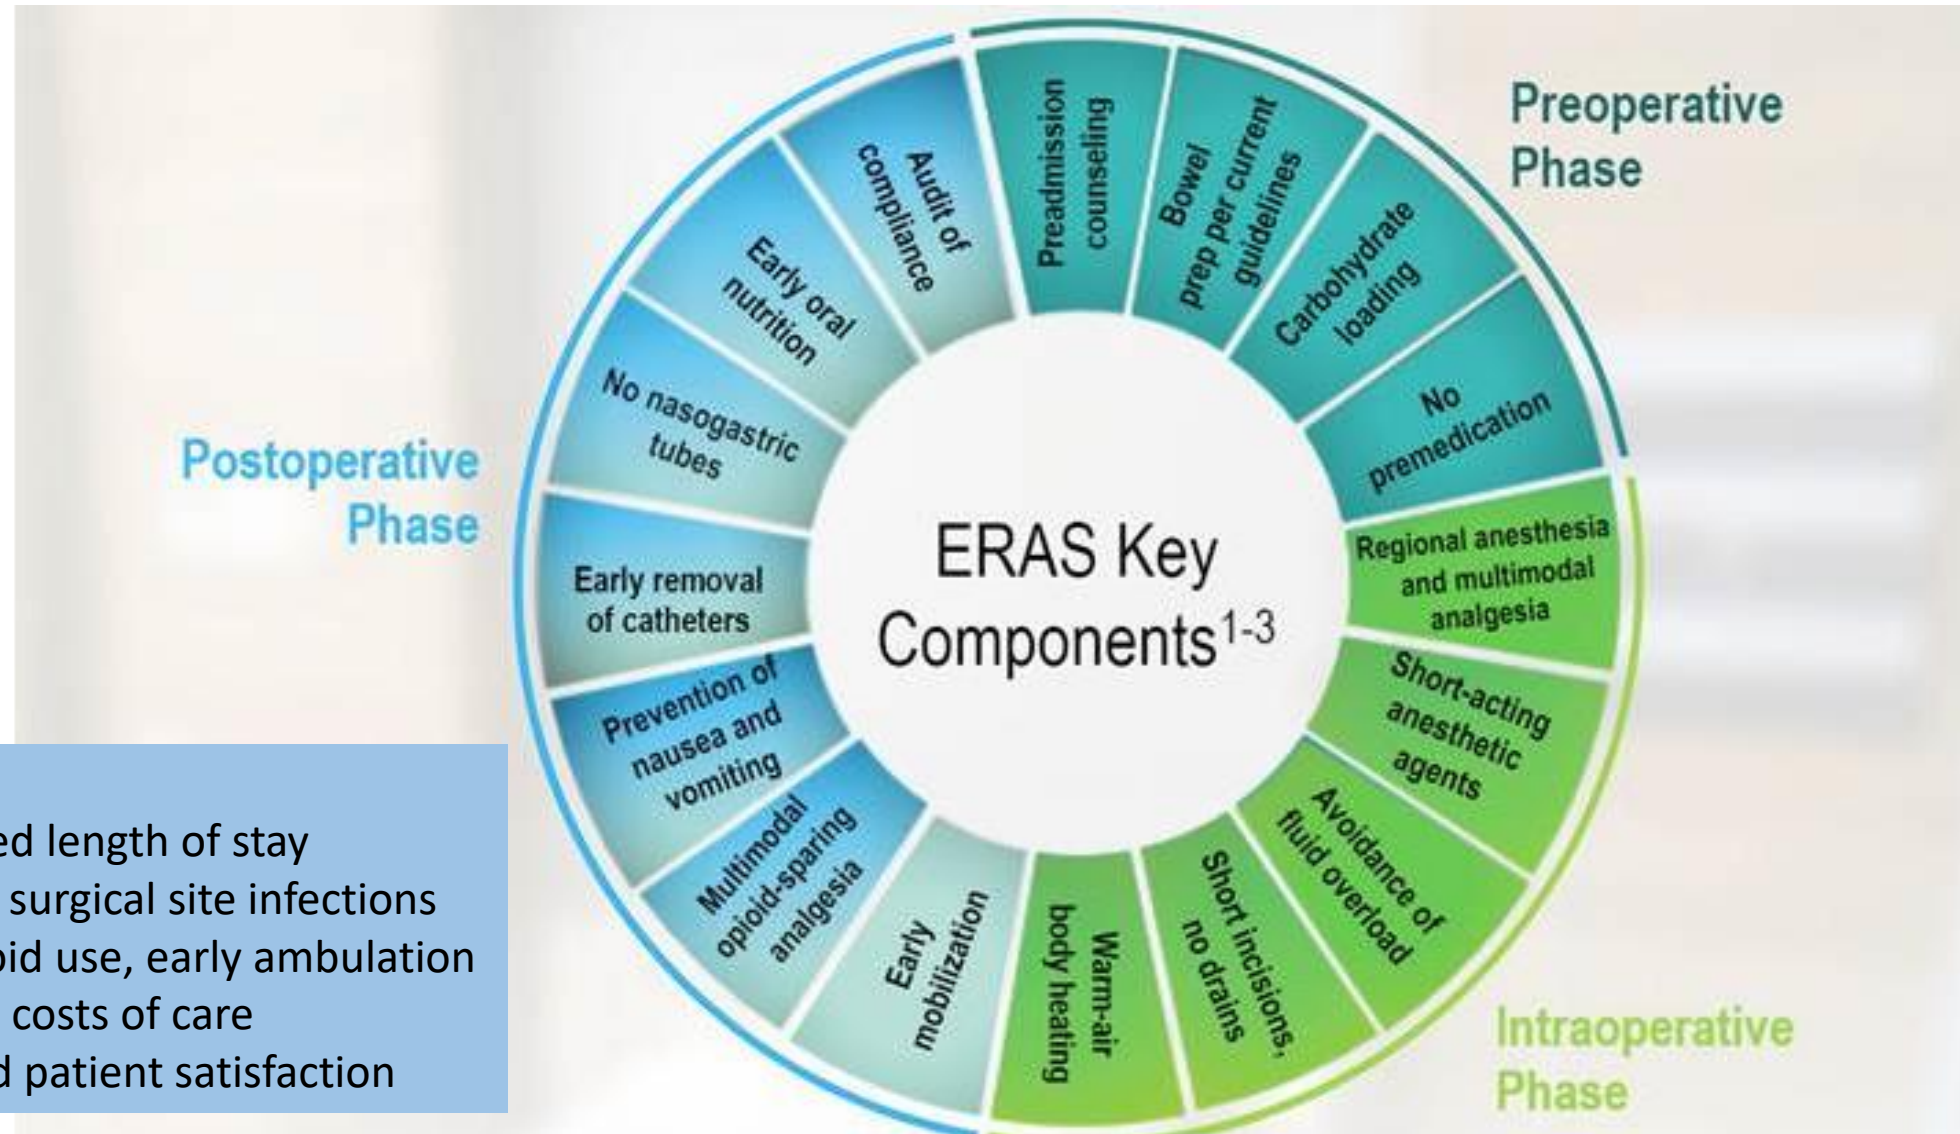 Preoperative
Phase
Preadmission
counseling
Bowel
prep per current
guidelines
Carbohydrate
loading
No
premedication
Regional anesthesia
and multimodal
analgesia
Short-acting
anesthetic
agents
Avoidance of
fluid overload
Short incisions,
no drains
Warm-air
body heating
Intraoperative
Phase
Early
mobilization
Multimodal
opioid-sparing
analgesia
Prevention of
nausea and
vomiting
Early removal
of catheters
No nasogastric
tubes
Early oral
nutrition
Audit of
compliance
Postoperative
Phase
ERAS Key
Components1-3
length of stay
surgical site infections
use, early ambulation
costs of care
patient satisfaction